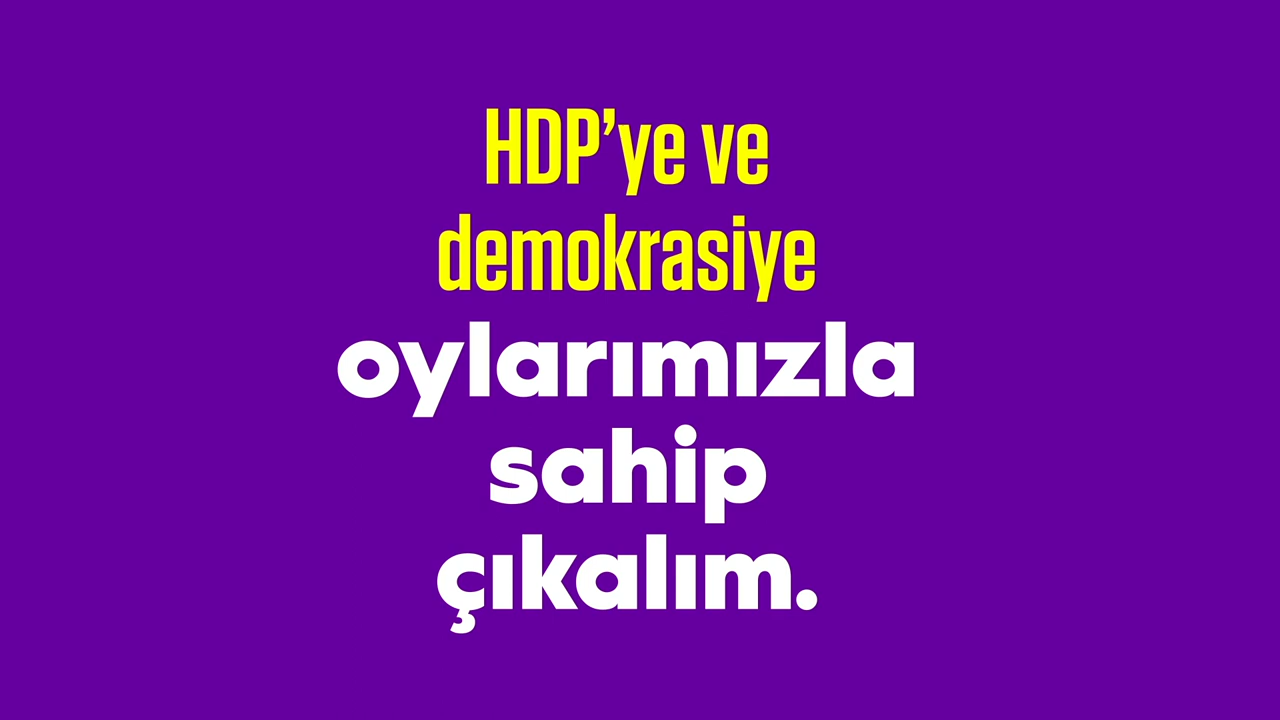 HDP’ye ve
demokrasiye
oylarımızla
sahip
çıkalım.